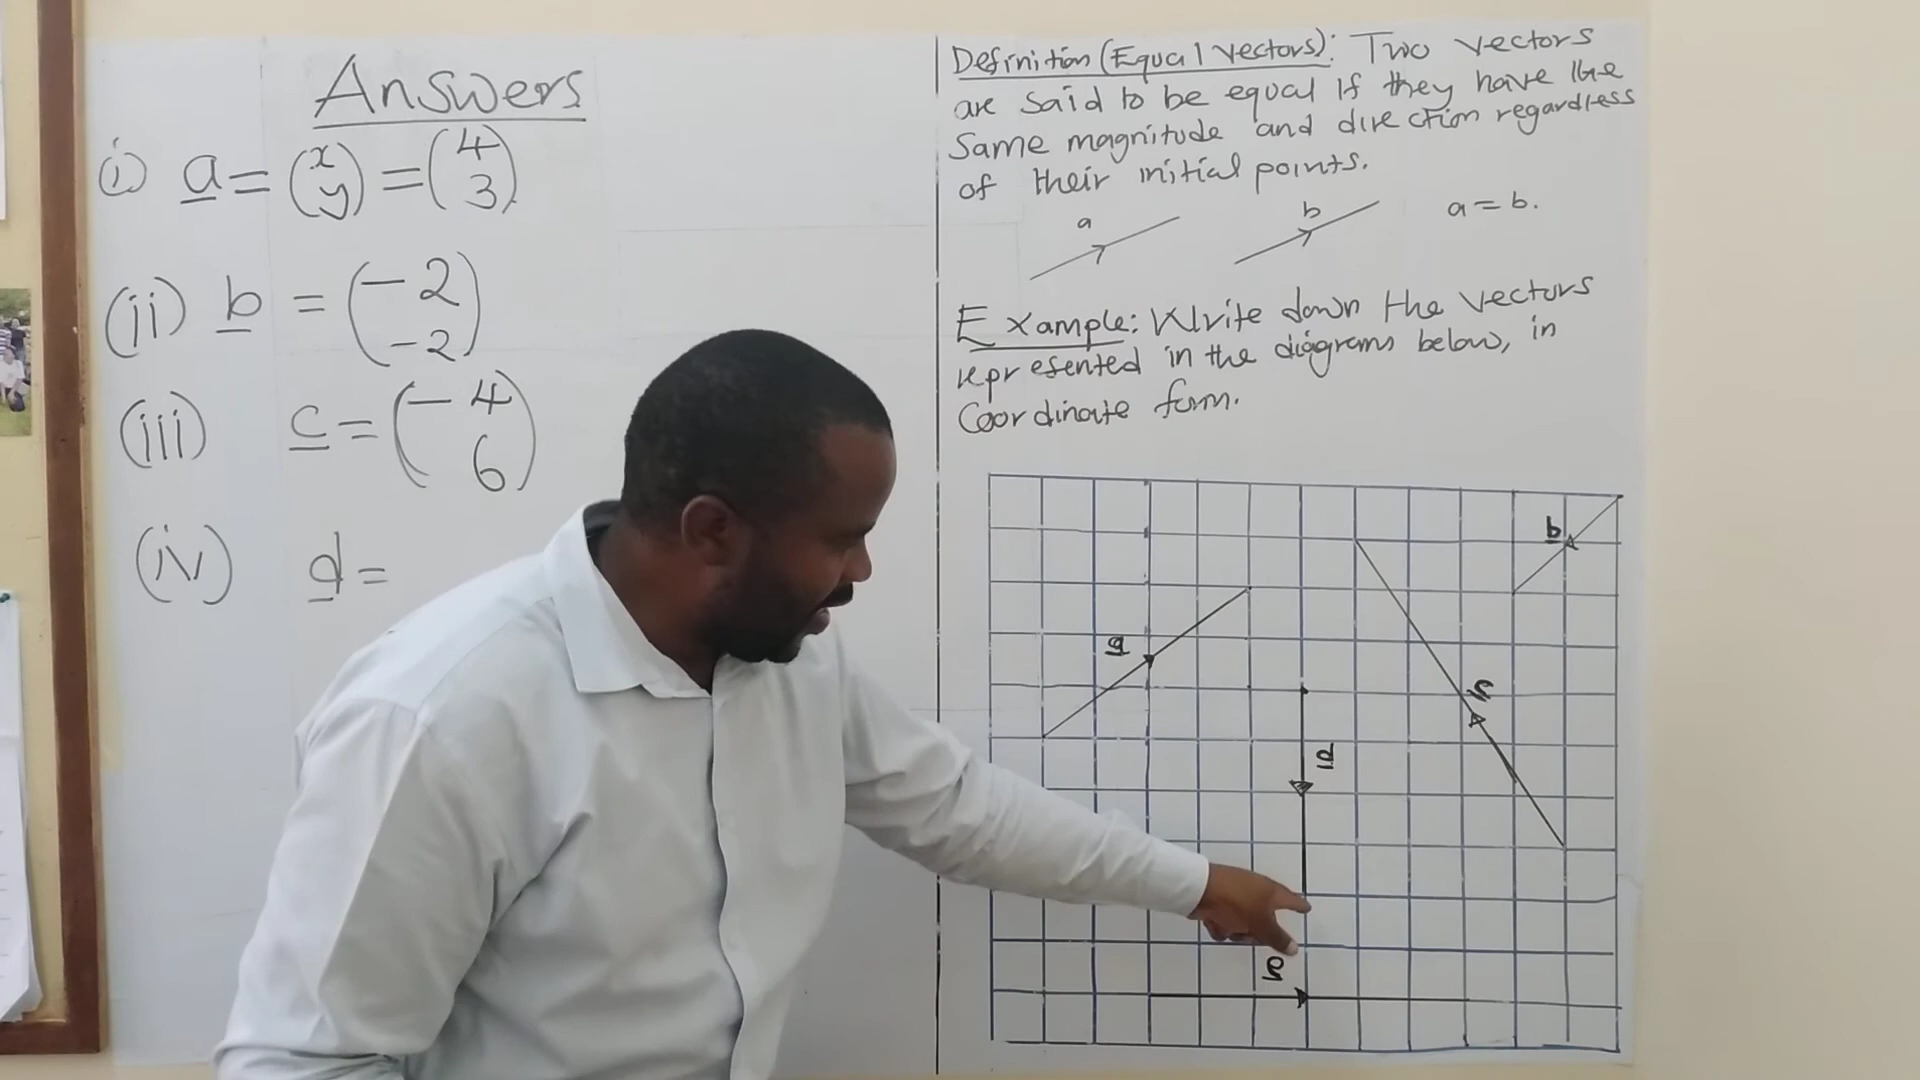 Answers
(i) a = (x y) = (4 3)
(ii) b = (-2 -2)
(iii) c = (-4 6)
(iv) d =
Definition (Equal Vectors): Two vectors
are said to be equal if they have the
Same magnitude and direction regardless
of their initial points.
a
b
a = b.
Example: Write down the vectors
represented in the diagrams below, in
Coordinate form.
b
a
c
d
e